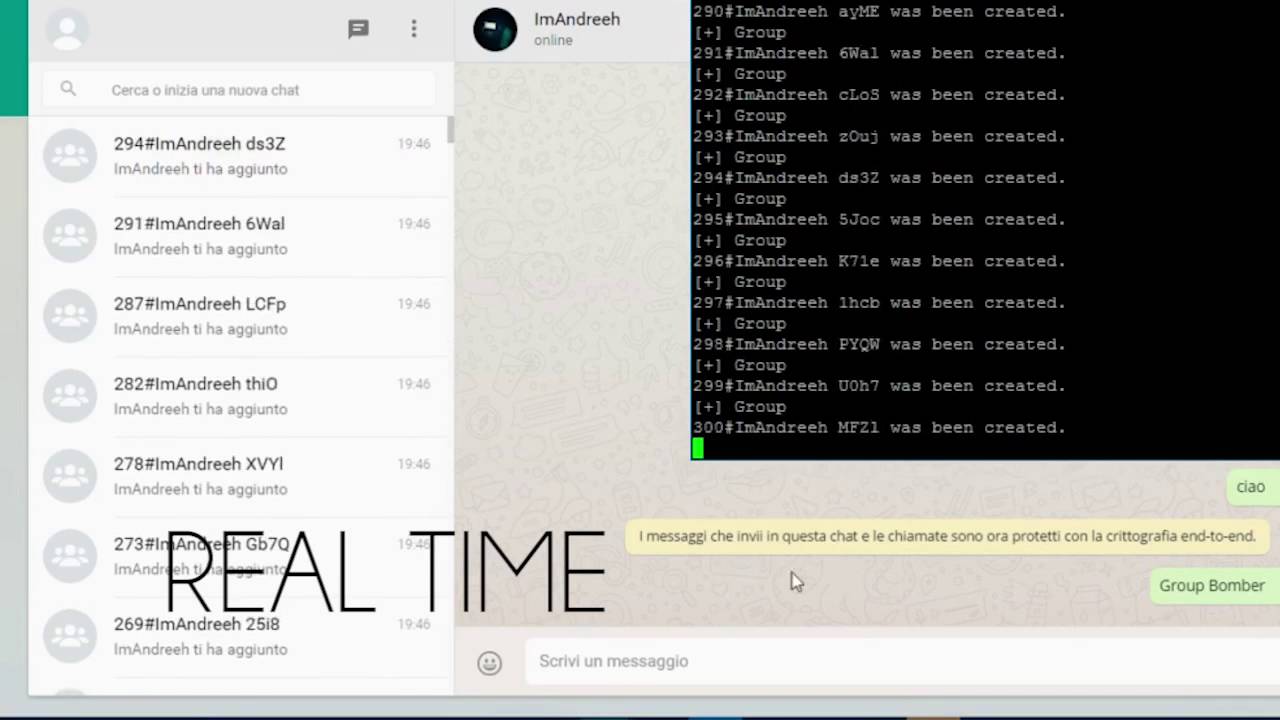 ImAndreeh
online
Cerca o inizia una nuova chat
294#ImAndreeh ds3Z 19:46
ImAndreeh ti ha aggiunto
291#ImAndreeh 6Wal 19:46
ImAndreeh ti ha aggiunto
287#ImAndreeh LCFp 19:46
ImAndreeh ti ha aggiunto
282#ImAndreeh thiO 19:46
ImAndreeh ti ha aggiunto
278#ImAndreeh XVYl 19:46
ImAndreeh ti ha aggiunto
273#ImAndreeh Gb7Q 19:46
ImAndreeh ti ha aggiunto
269#ImAndreeh 25i8 19:46
ImAndreeh ti ha aggiunto
REAL TIME
290#ImAndreeh ayME was been created.
[+] Group
291#ImAndreeh 6Wal was been created.
[+] Group
292#ImAndreeh cLoS was been created.
[+] Group
293#ImAndreeh zOuj was been created.
[+] Group
294#ImAndreeh ds3Z was been created.
[+] Group
295#ImAndreeh 5Joc was been created.
[+] Group
296#ImAndreeh K71e was been created.
[+] Group
297#ImAndreeh lhcb was been created.
[+] Group
298#ImAndreeh PYQW was been created.
[+] Group
299#ImAndreeh U0h7 was been created.
[+] Group
300#ImAndreeh MFZl was been created.
ciao
I messaggi che invii in questa chat e le chiamate sono ora protetti con la crittografia end-to-end.
Group Bomber
Scrivi un messaggio